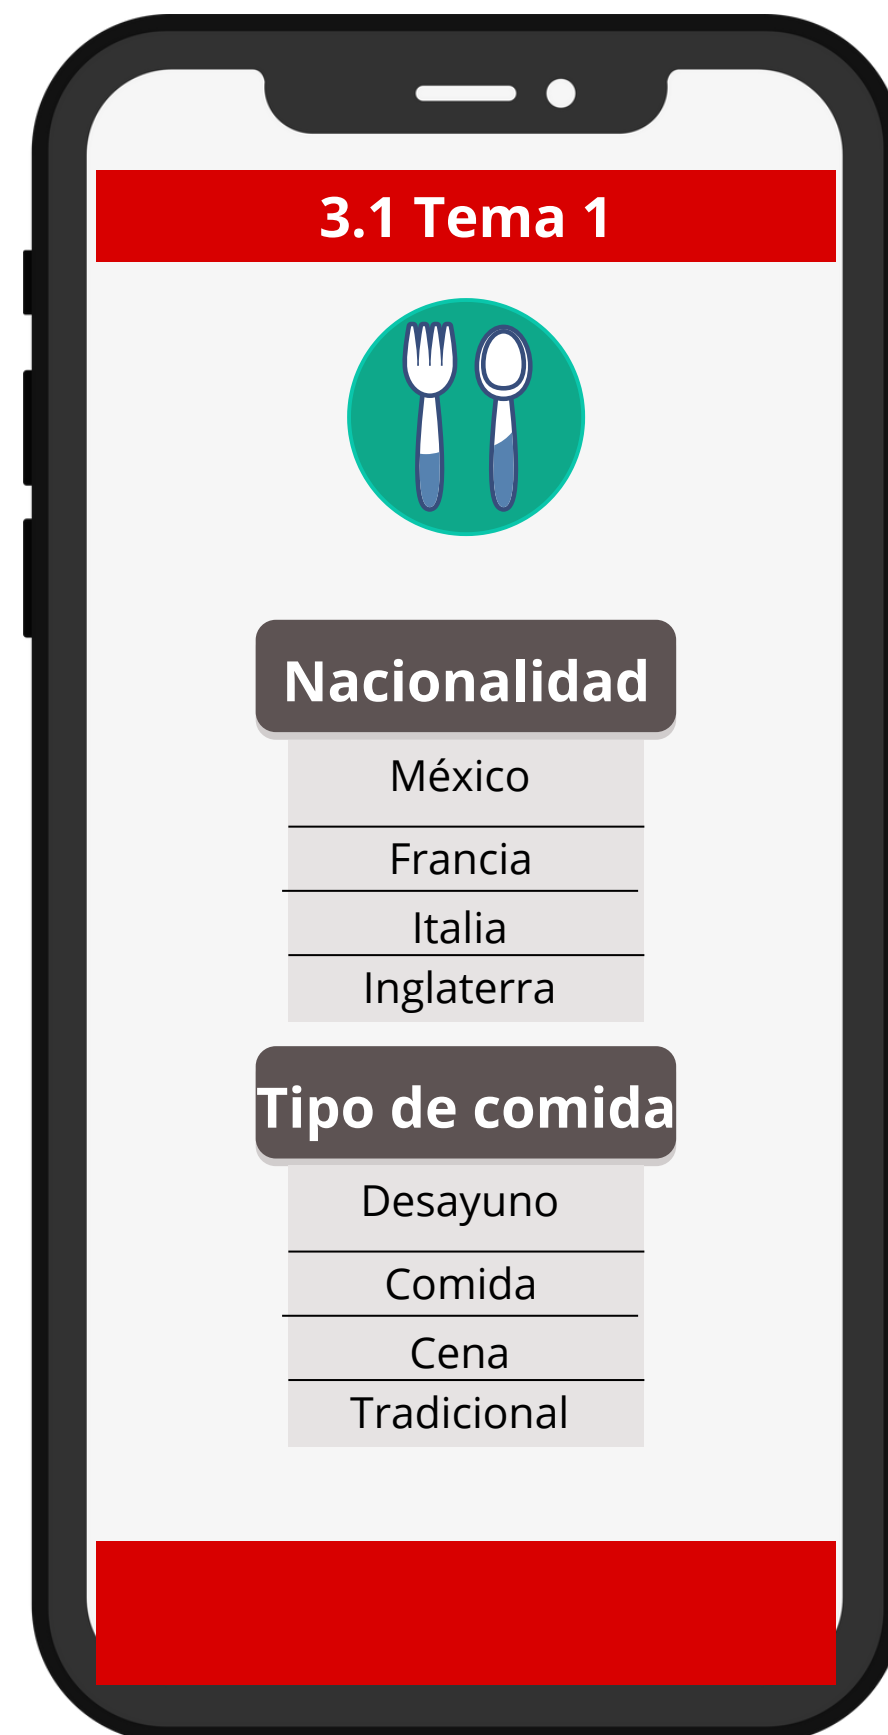 3.1 Tema 1
Nacionalidad
México
Francia
Italia
Inglaterra
Tipo de comida
Desayuno
Comida
Cena
Tradicional